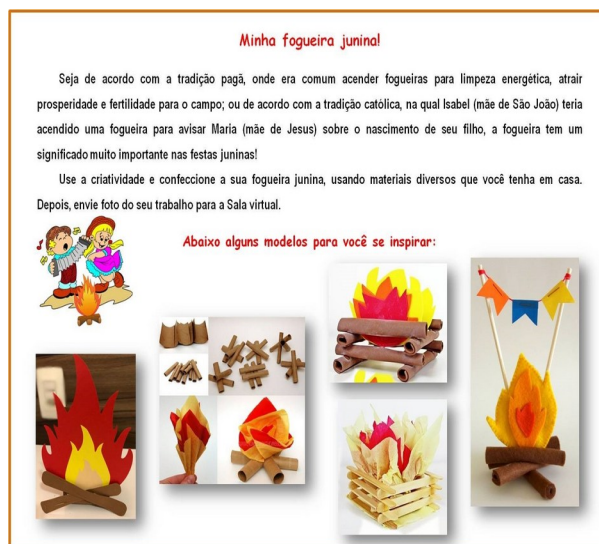 Minha fogueira junina!
Seja de acordo com a tradição pagã, onde era comum acender fogueiras para limpeza energética, atrair
prosperidade e fertilidade para o campo; ou de acordo com a tradição católica, na qual Isabel (mãe de São João) teria
acendido uma fogueira para avisar Maria (mãe de Jesus) sobre o nascimento de seu filho, a fogueira tem um
significado muito importante nas festas juninas!
Use a criatividade e confeccione a sua fogueira junina, usando materiais diversos que você tenha em casa.
Depois, envie foto do seu trabalho para a Sala virtual.
Abaixo alguns modelos para você se inspirar: